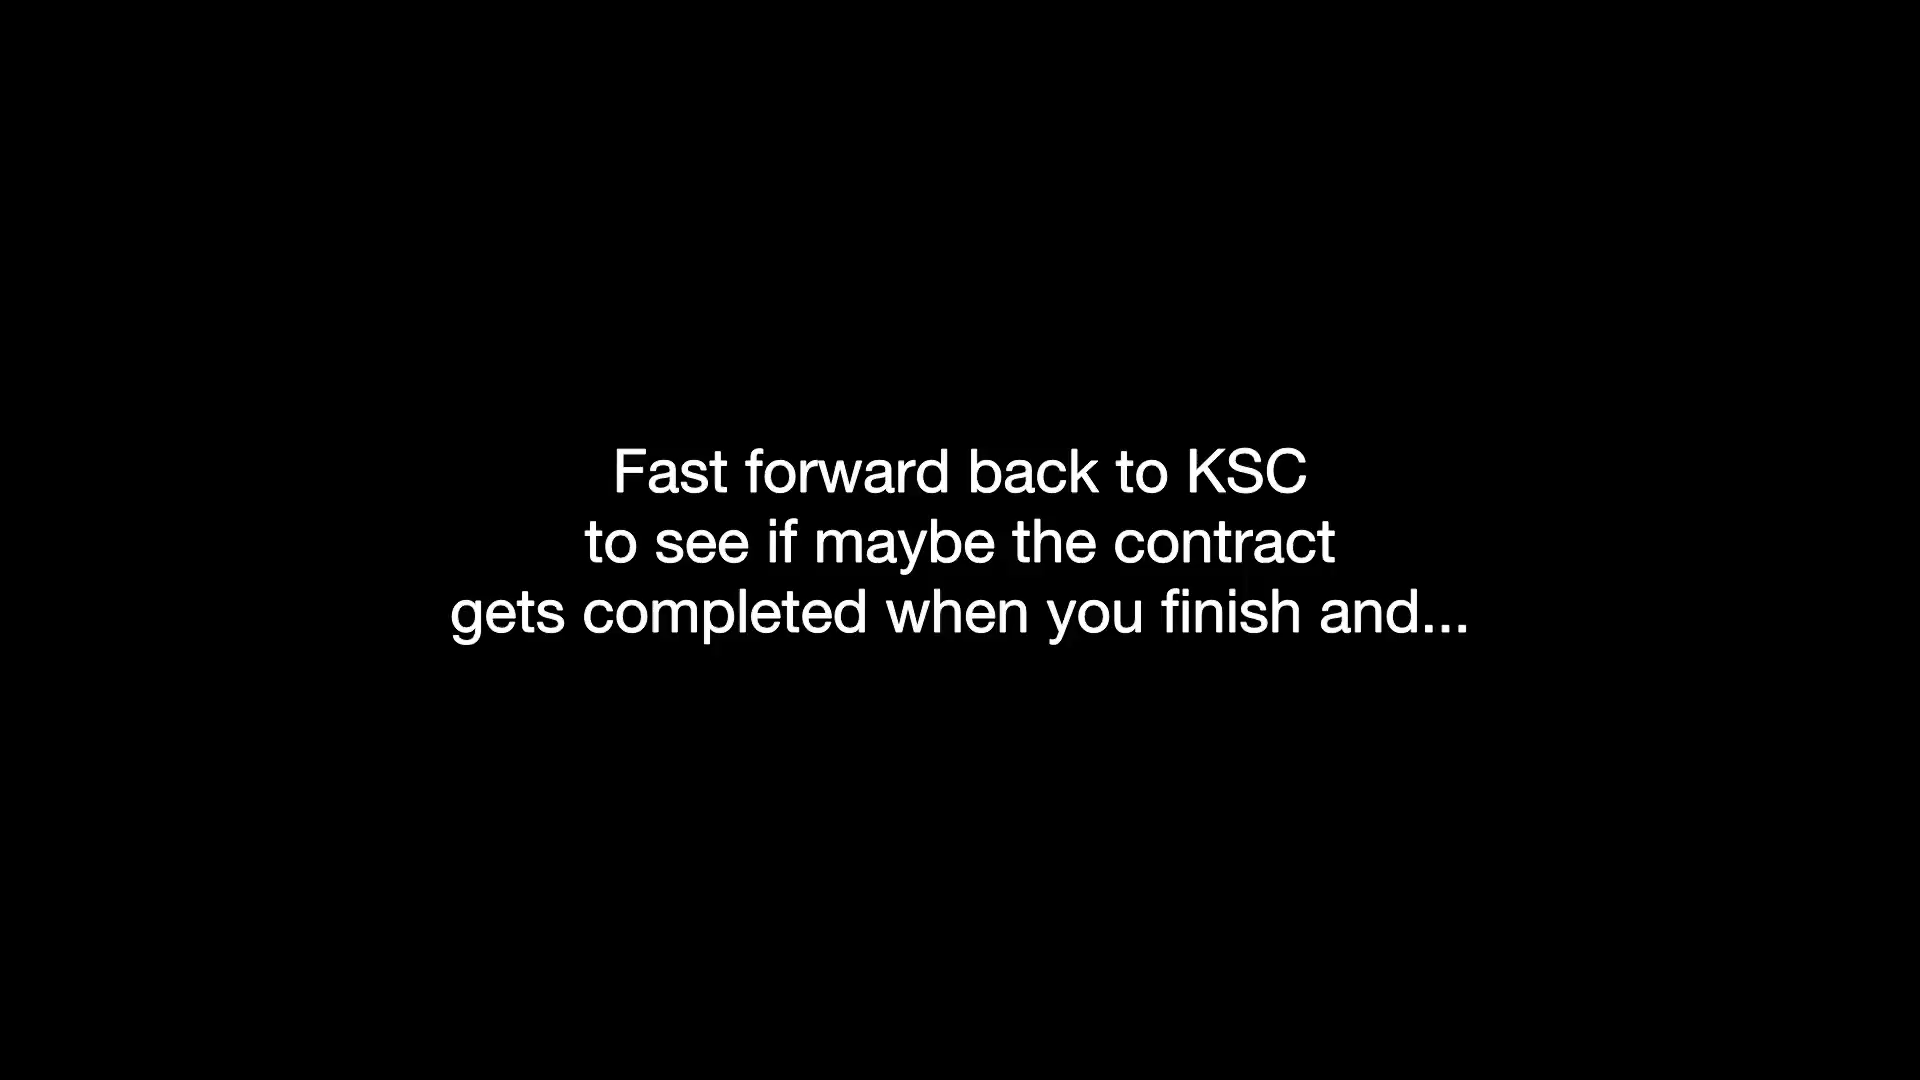 Fast forward back to KSC
to see if maybe the contract
gets completed when you finish and...